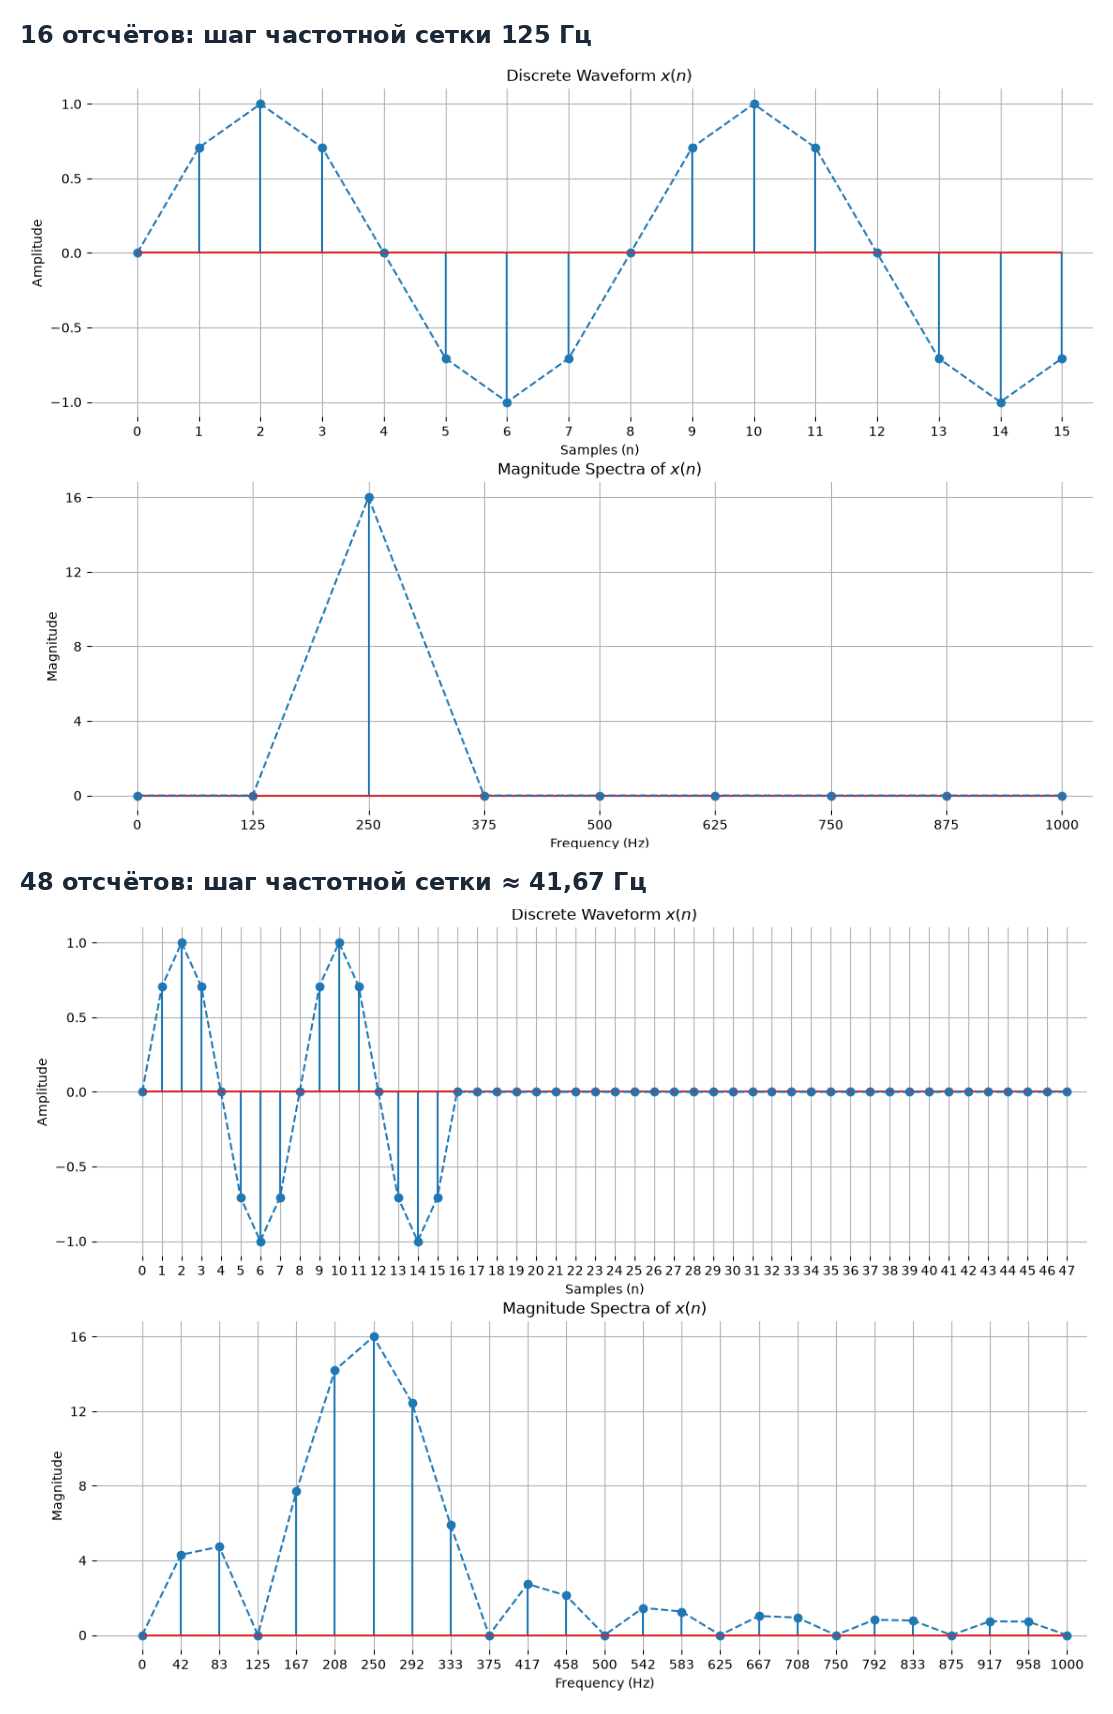 16 отсчётов: шаг частотной сетки 125 Гц
Discrete Waveform x(n)
1.0
0.5
0.0
−0.5
−1.0
Amplitude
0 1 2 3 4 5 6 7 8 9 10 11 12 13 14 15
Samples (n)
Magnitude Spectra of x(n)
16
12
8
4
0
Magnitude
0 125 250 375 500 625 750 875 1000
Frequency (Hz)
48 отсчётов: шаг частотной сетки ≈ 41,67 Гц
Discrete Waveform x(n)
1.0
0.5
0.0
−0.5
−1.0
Amplitude
0 1 2 3 4 5 6 7 8 9 10 11 12 13 14 15 16 17 18 19 20 21 22 23 24 25 26 27 28 29 30 31 32 33 34 35 36 37 38 39 40 41 42 43 44 45 46 47
Samples (n)
Magnitude Spectra of x(n)
16
12
8
4
0
Magnitude
0 42 83 125 167 208 250 292 333 375 417 458 500 542 583 625 667 708 750 792 833 875 917 958 1000
Frequency (Hz)